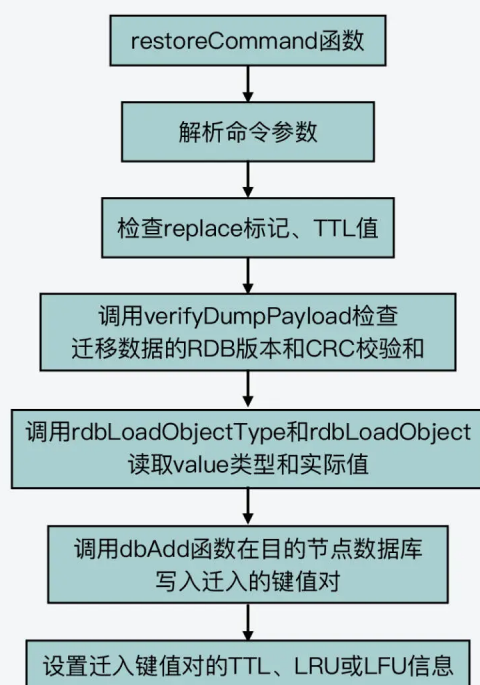 restoreCommand函数
解析命令参数
检查replace标记、TTL值
调用verifyDumpPayload检查
迁移数据的RDB版本和CRC校验和
调用rdbLoadObjectType和rdbLoadObject
读取value类型和实际值
调用dbAdd函数在目的节点数据库
写入迁入的键值对
设置迁入键值对的TTL、LRU或LFU信息